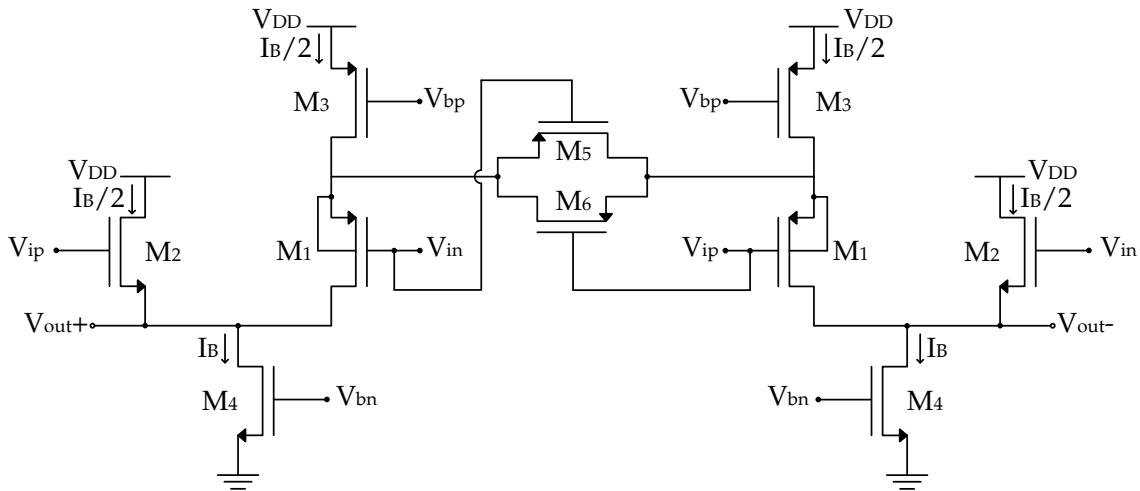 VDD
VDD
IB/2
IB/2
M3
Vbp
Vbp
M3
M5
VDD
VDD
IB/2
M6
IB/2
Vip
M2
M1
Vin
Vip
M1
M2
Vin
Vout+
Vout-
IB
IB
M4
Vbn
Vbn
M4